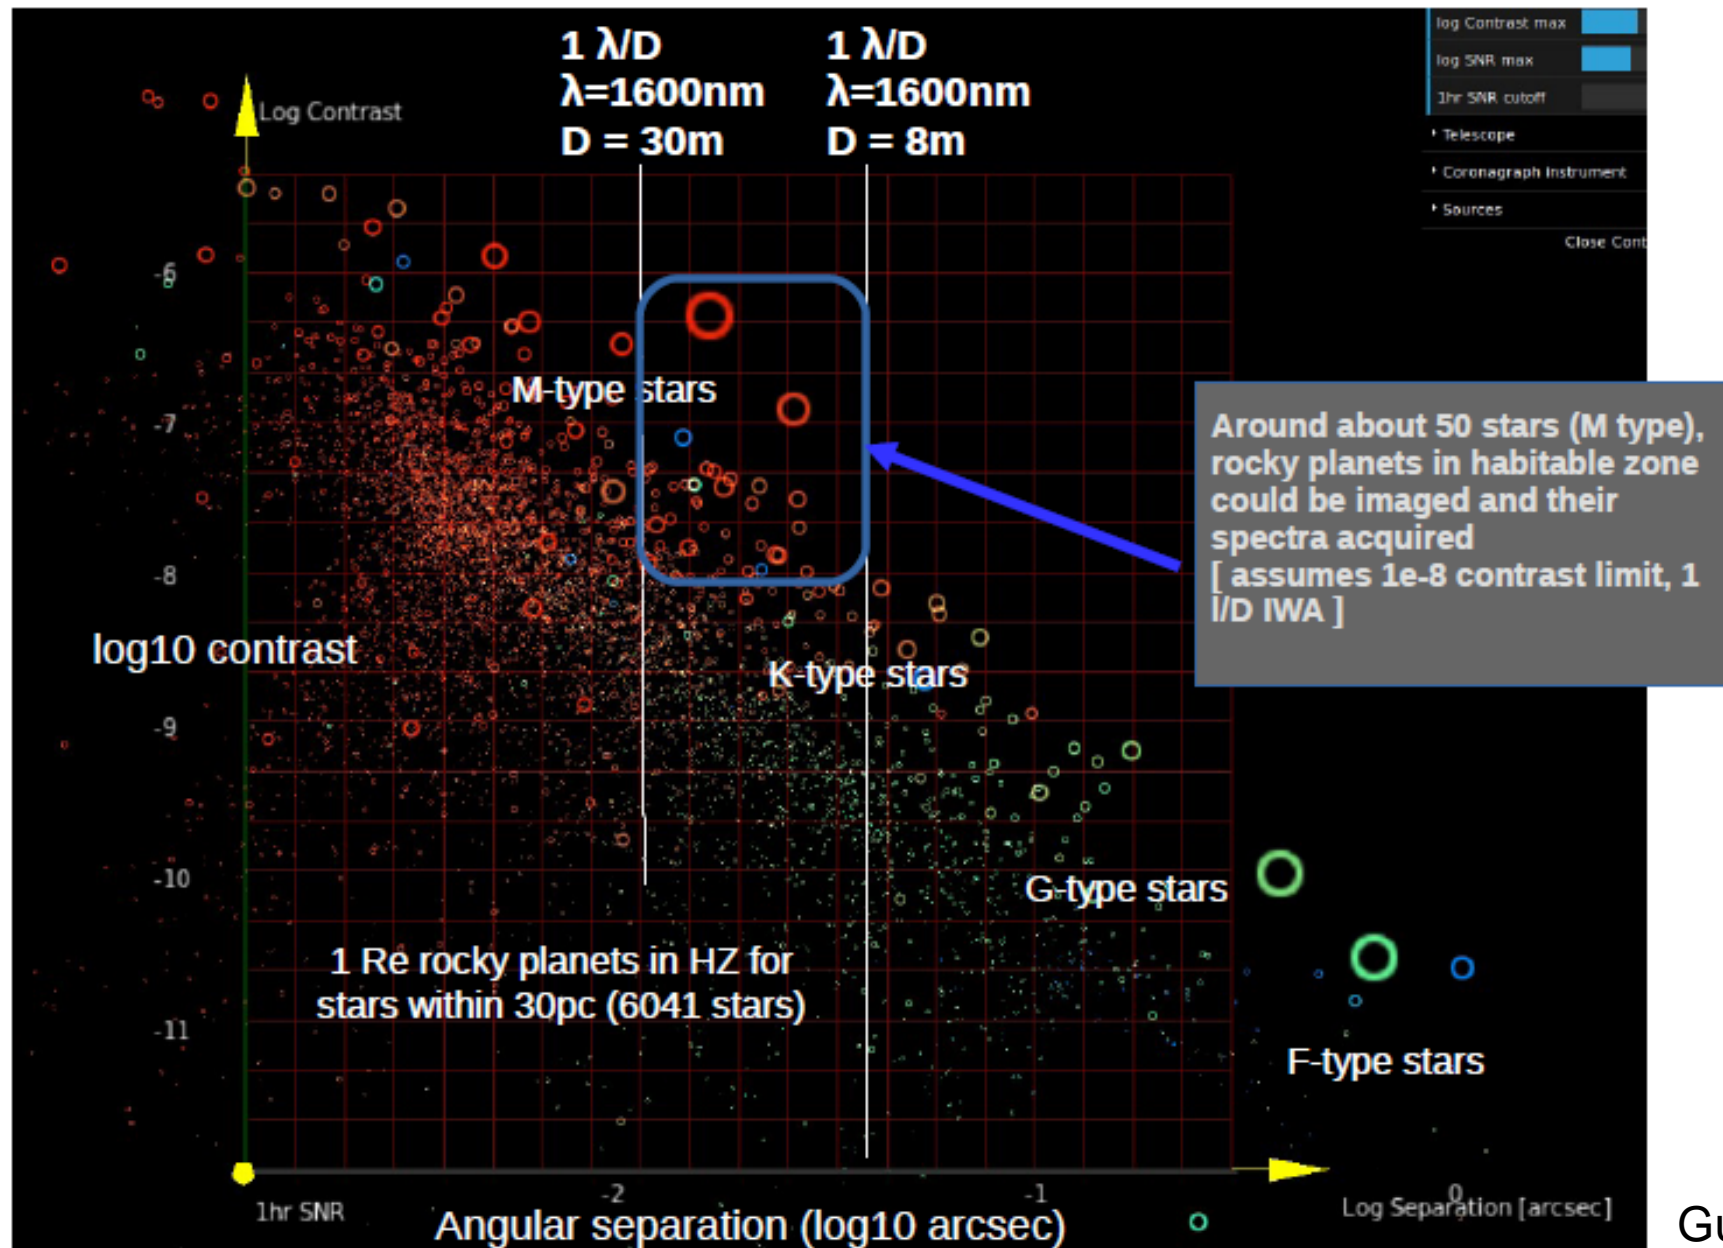 1 λ/D
λ=1600nm
D = 30m
1 λ/D
λ=1600nm
D = 8m
log Contrast max
log SNR max
1hr SNR cutoff
Telescope
Coronagraph Instrument
Sources
Close Cont
Log Contrast
-6
-7
-8
-9
-10
-11
log10 contrast
M-type stars
K-type stars
G-type stars
F-type stars
Around about 50 stars (M type),
rocky planets in habitable zone
could be imaged and their
spectra acquired
[ assumes 1e-8 contrast limit, 1
l/D IWA ]
1 Re rocky planets in HZ for
stars within 30pc (6041 stars)
-2
-1
0
1hr SNR
Log Separation [arcsec]
Angular separation (log10 arcsec)